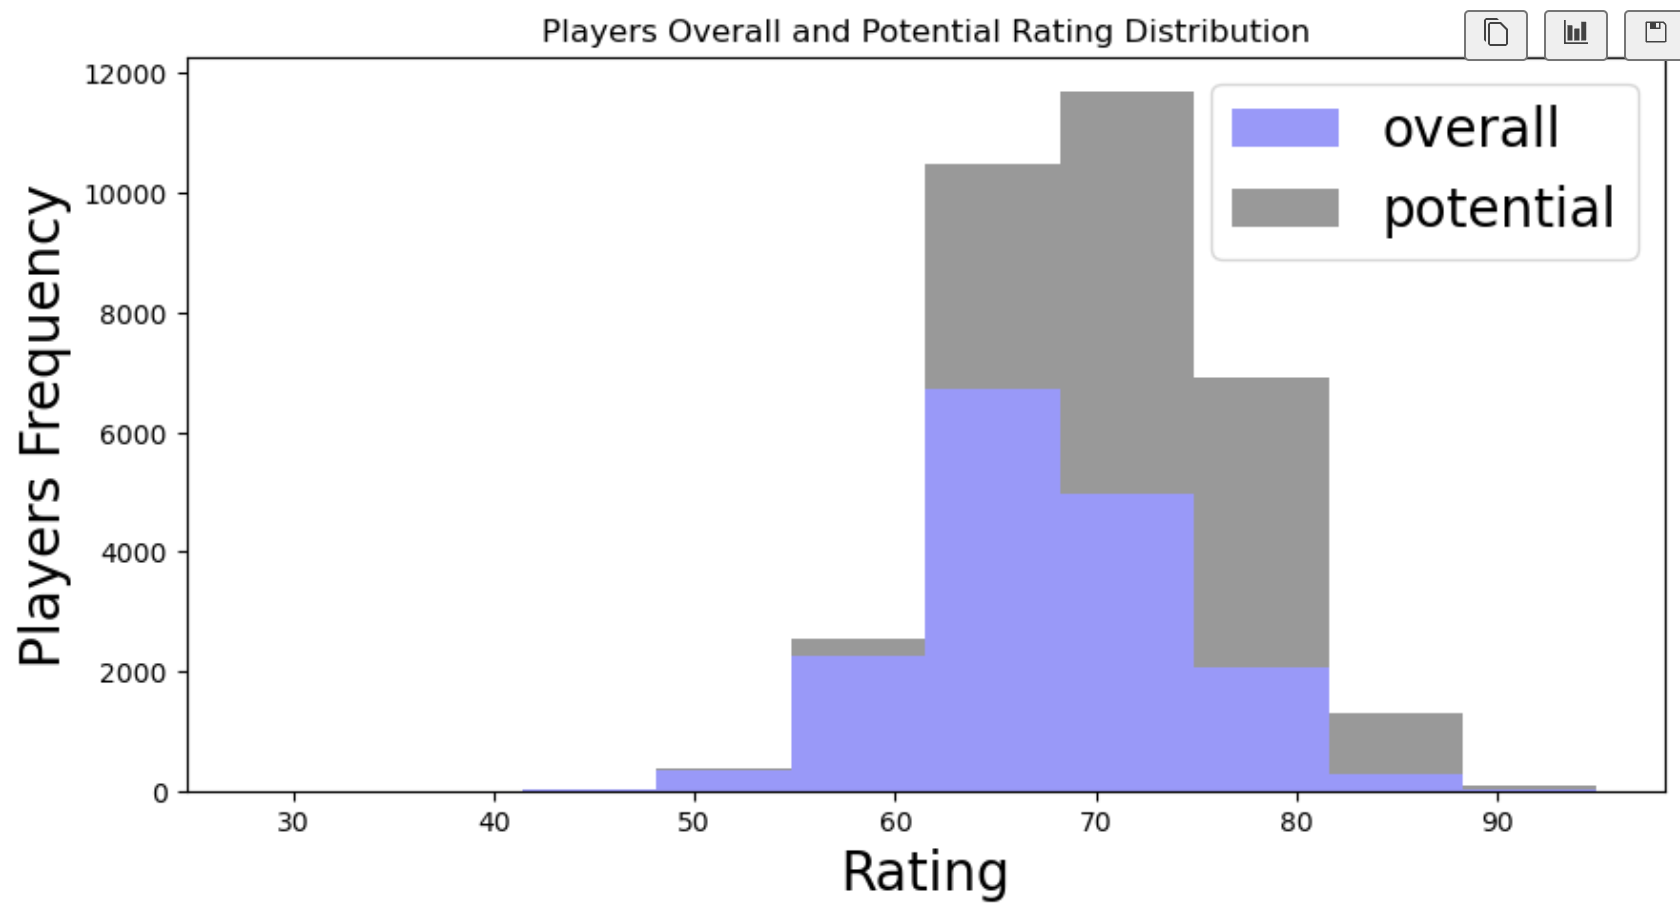 Players Overall and Potential Rating Distribution
overall
potential
Players Frequency
12000
10000
8000
6000
4000
2000
0
30 40 50 60 70 80 90
Rating